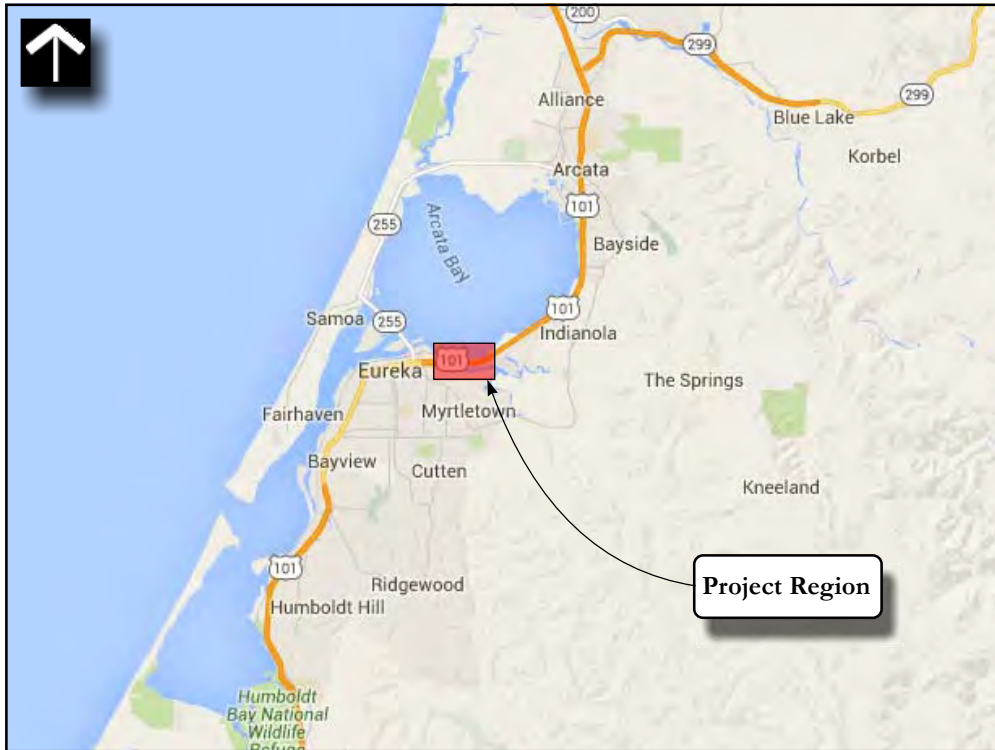 200
299
Alliance
299
Blue Lake
Korbel
Arcata
101
255
Arcata Bay
Bayside
101
Samoa
255
Indianola
101
Eureka
The Springs
Fairhaven
Myrtletown
Bayview
Cutten
Kneeland
101
Ridgewood
Project Region
Humboldt Hill
Humboldt
Bay National
Wildlife
Refuge